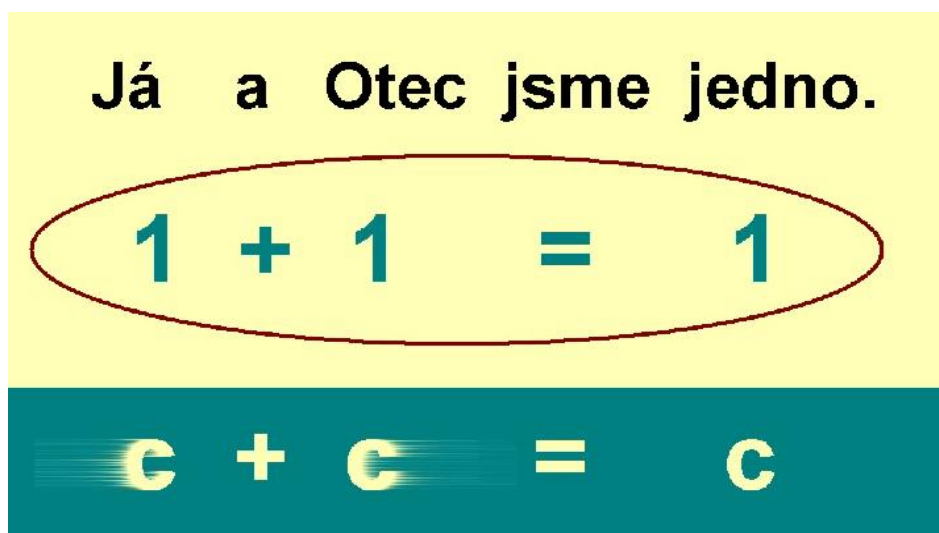 Já a Otec jsme jedno.
1 + 1 = 1
c + c = c